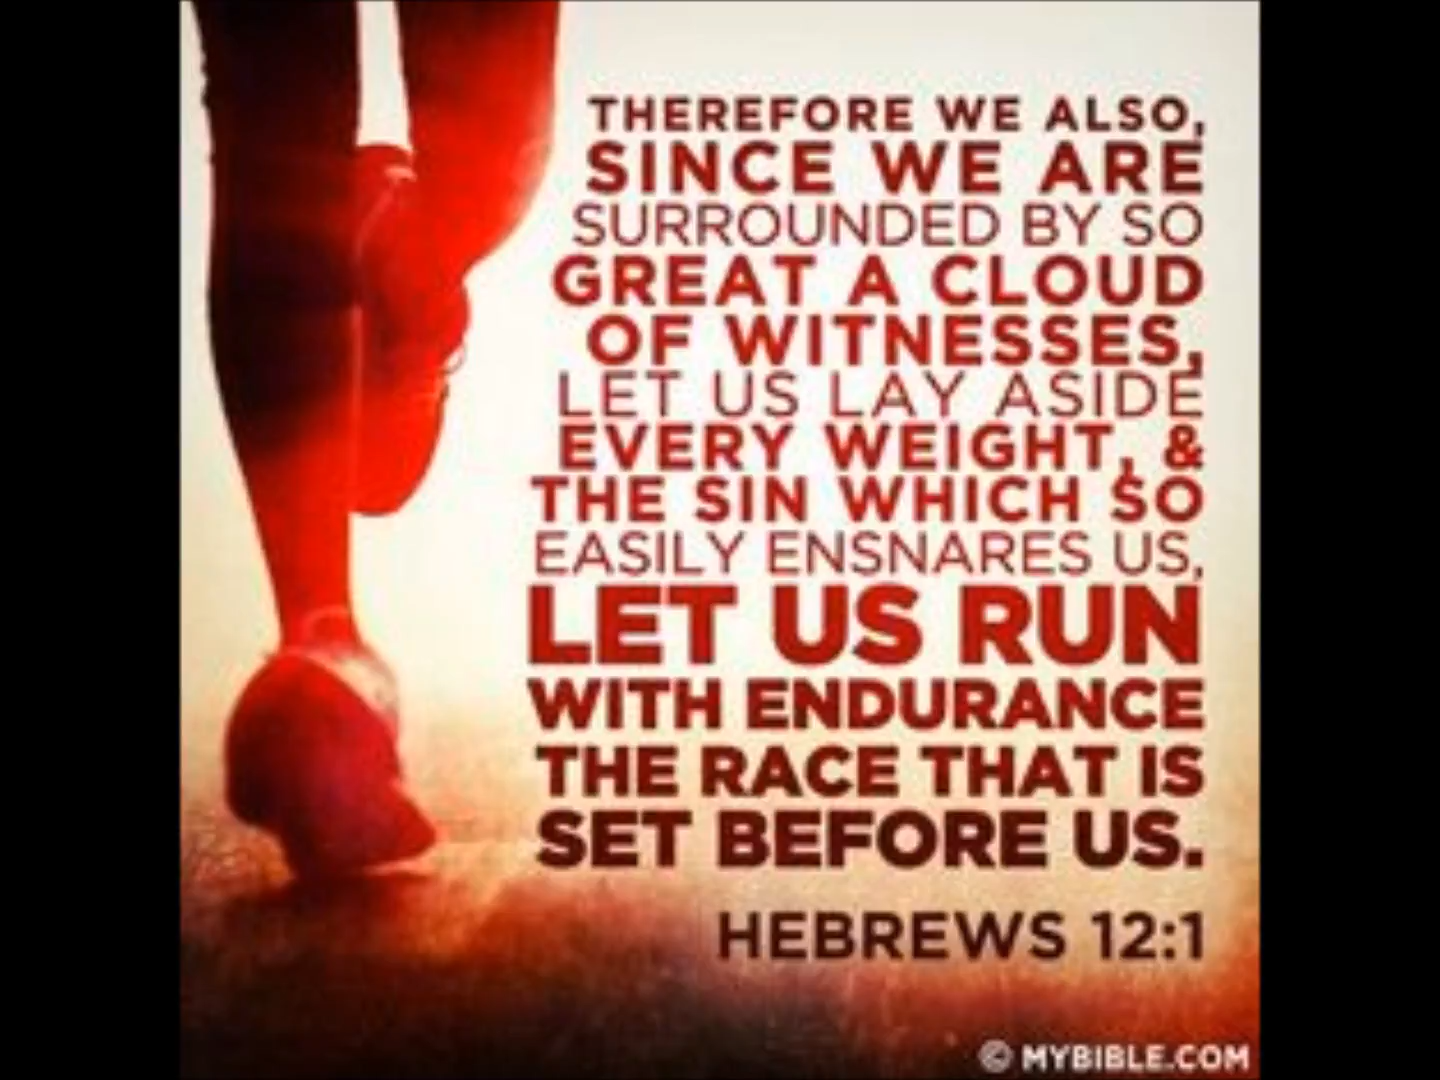 THEREFORE WE ALSO,
SINCE WE ARE
SURROUNDED BY SO
GREAT A CLOUD
OF WITNESSES,
LET US LAY ASIDE
EVERY WEIGHT, &
THE SIN WHICH SO
EASILY ENSNARES US,
LET US RUN
WITH ENDURANCE
THE RACE THAT IS
SET BEFORE US.
HEBREWS 12:1
© MYBIBLE.COM